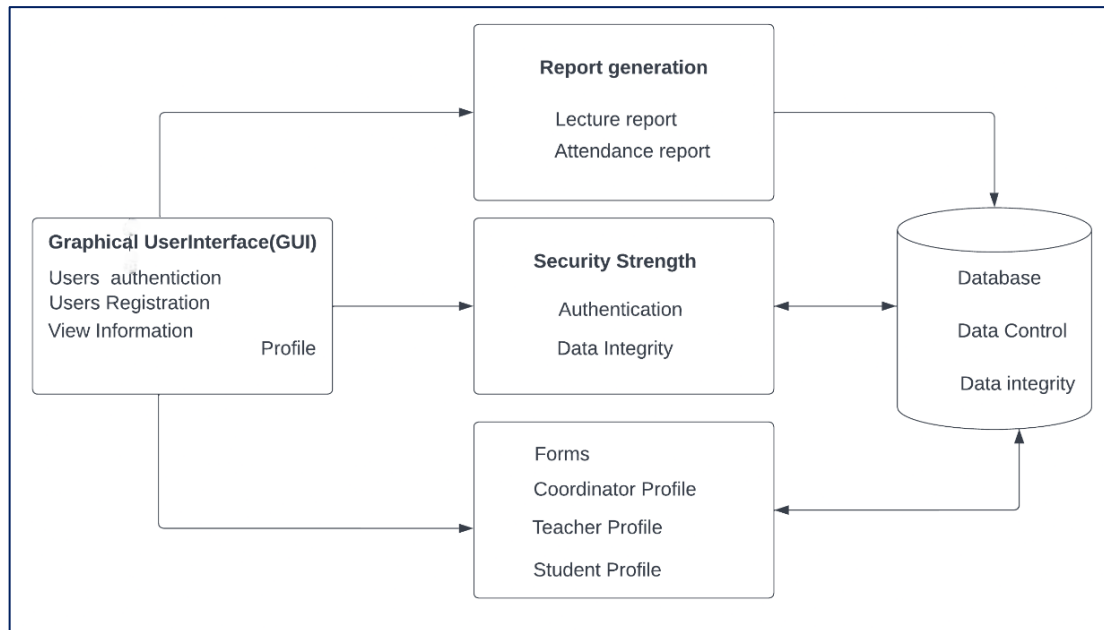 Report generation
Lecture report
Attendance report
Graphical UserInterface(GUI)
Users authentiction
Users Registration
View Information
Profile
Security Strength
Authentication
Data Integrity
Database
Data Control
Data integrity
Forms
Coordinator Profile
Teacher Profile
Student Profile